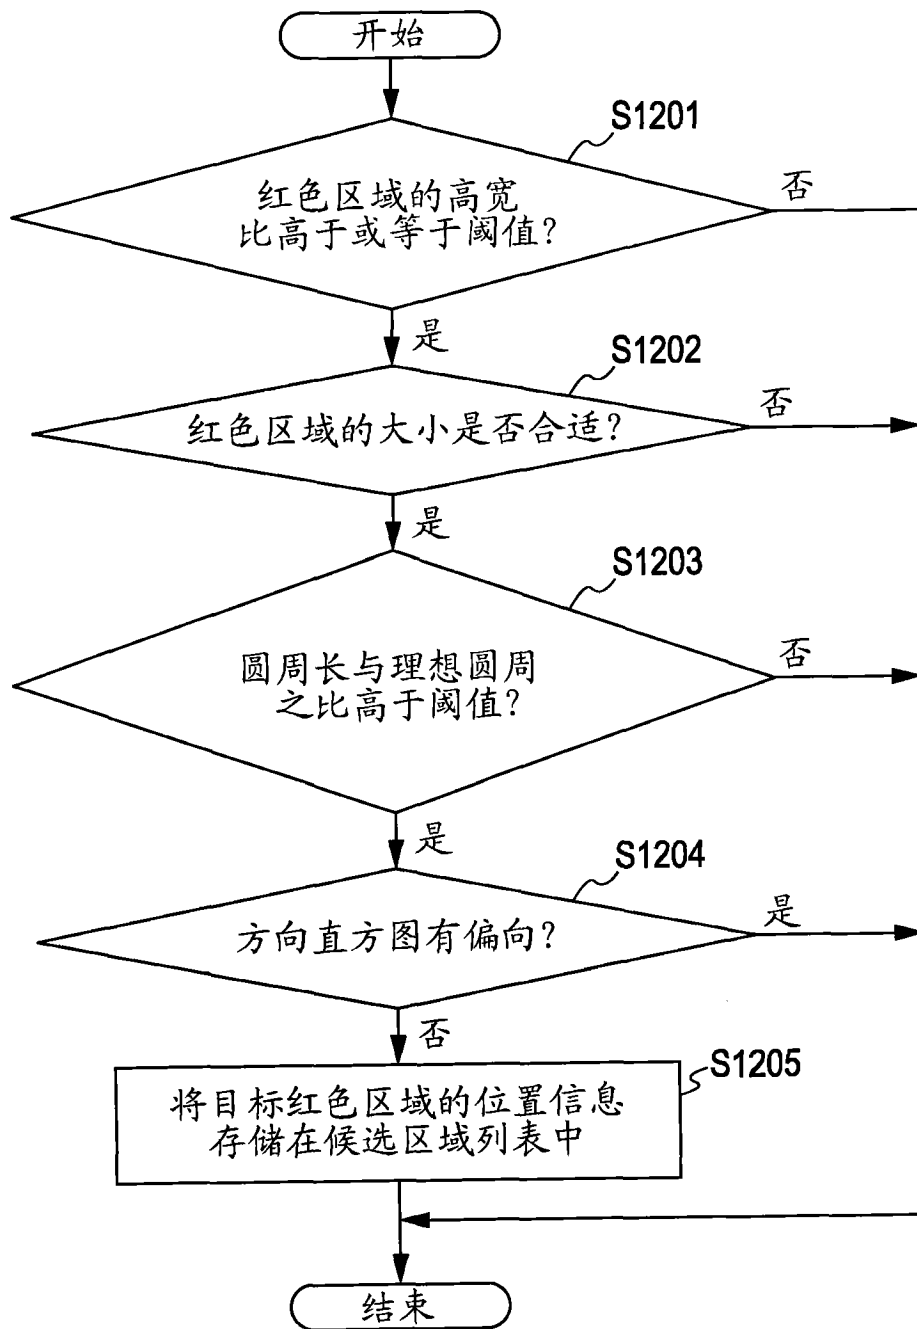 开始
S1201
红色区域的高宽
比高于或等于阈值?
否
是
S1202
红色区域的大小是否合适?
否
是
S1203
圆周长与理想圆周
之比高于阈值?
否
是
S1204
方向直方图有偏向?
是
否
S1205
将目标红色区域的位置信息
存储在候选区域列表中
结束